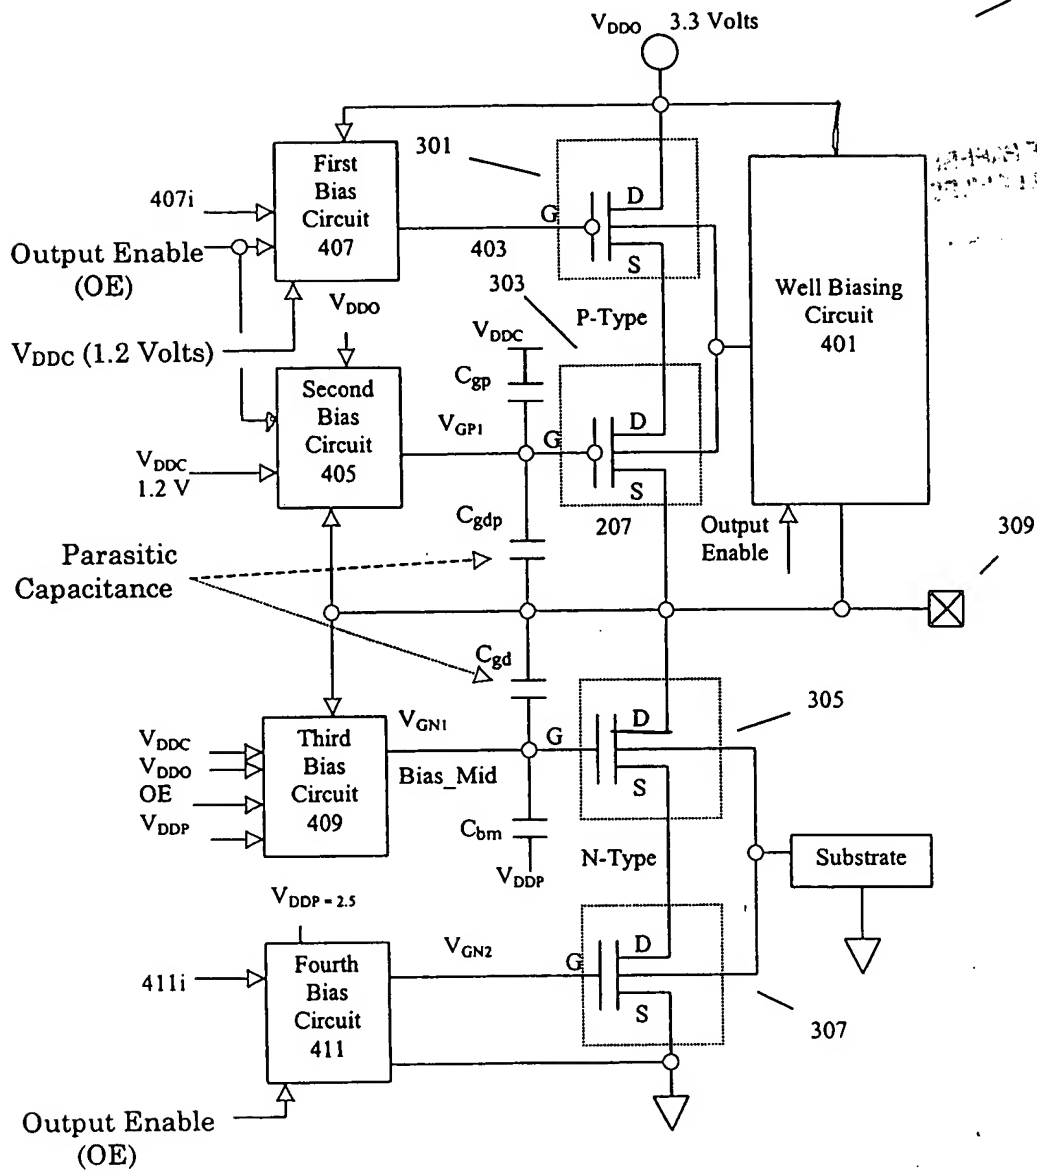 V_DDO 3.3 Volts
301
First
Bias
Circuit
407
407i
Output Enable
(OE)
403
G
D
S
303
V_DDO
V_DDC
P-Type
Well Biasing
Circuit
401
V_DDC (1.2 Volts)
C_gp
Second
Bias
Circuit
405
V_GP1
G
D
S
V_DDC
1.2 V
207
Output
Enable
309
C_gdp
Parasitic
Capacitance
C_gd
305
V_GN1
G
D
S
V_DDC
V_DDO
OE
V_DDP
Third
Bias
Circuit
409
Bias_Mid
C_bm
V_DDP
N-Type
Substrate
V_DDP = 2.5
V_GN2
G
D
S
411i
Fourth
Bias
Circuit
411
307
Output Enable
(OE)